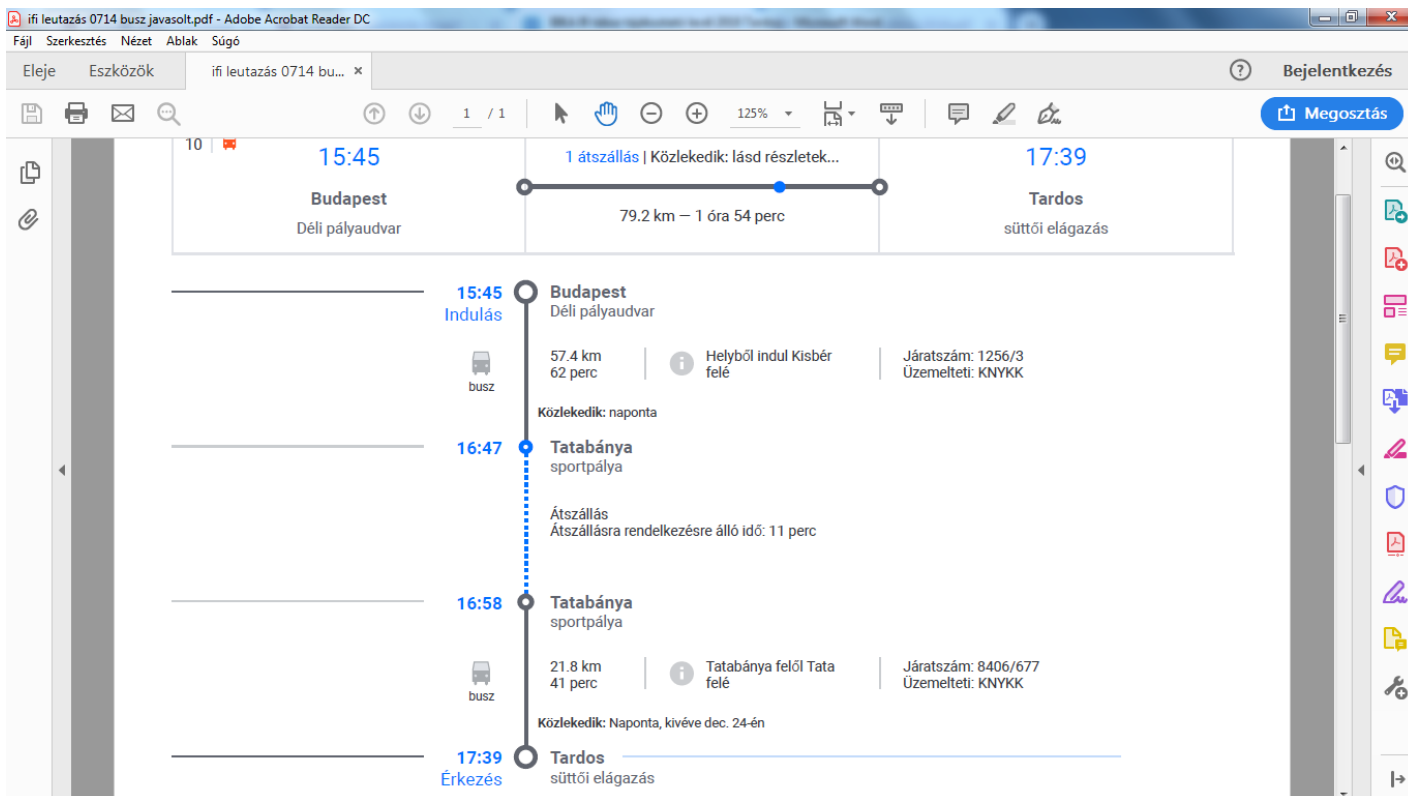 ifi leutazás 0714 busz javasolt.pdf - Adobe Acrobat Reader DC
Fájl Szerkesztés Nézet Ablak Súgó
Eleje Eszközök ifi leutazás 0714 bu... × ? Bejelentkezés
1 / 1 125% Megosztás
10 15:45 1 átszállás | Közlekedik: lásd részletek... 17:39
Budapest Tardos
79.2 km — 1 óra 54 perc
Déli pályaudvar süttői elágazás
15:45 Budapest
Indulás Déli pályaudvar
57.4 km Helyből indul Kisbér Járatszám: 1256/3
62 perc felé Üzemelteti: KNYKK
busz
Közlekedik: naponta
16:47 Tatabánya
sportpálya
Átszállás
Átszállásra rendelkezésre álló idő: 11 perc
16:58 Tatabánya
sportpálya
21.8 km Tatabánya felől Tata Járatszám: 8406/677
41 perc felé Üzemelteti: KNYKK
busz
Közlekedik: Naponta, kivéve dec. 24-én
17:39 Tardos
Érkezés süttői elágazás